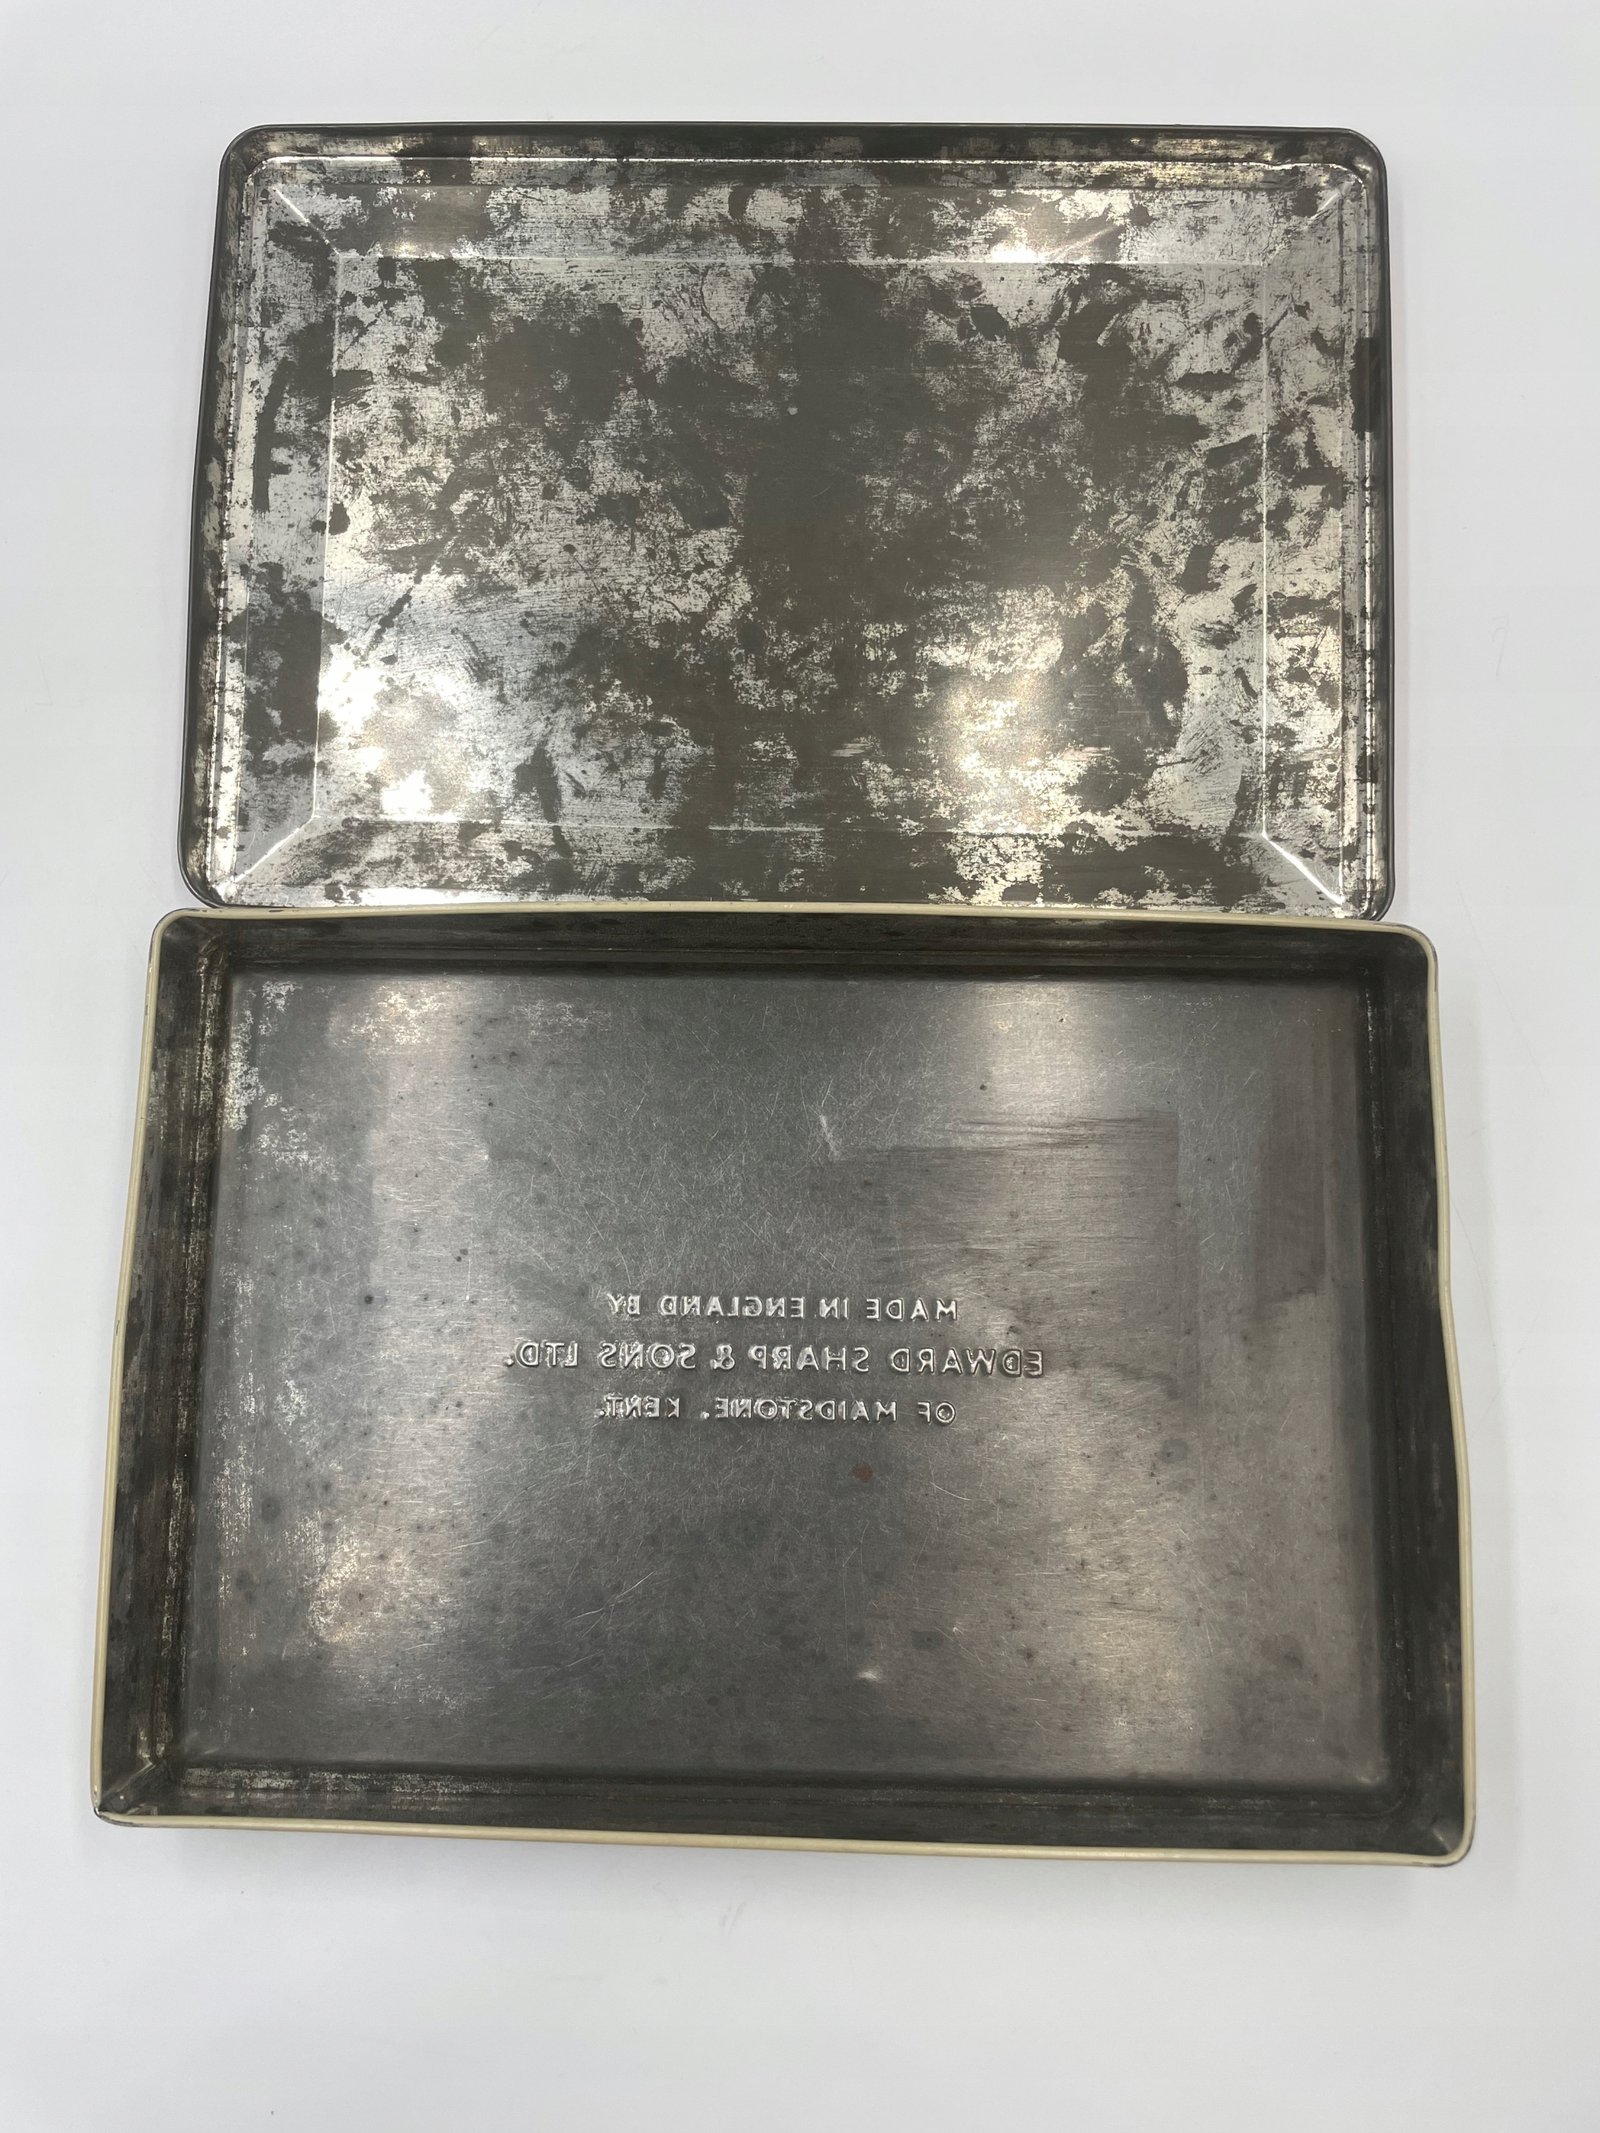 MADE IN ENGLAND BY
EDWARD SHARP & SONS LTD.
OF MAIDSTONE, KENT.